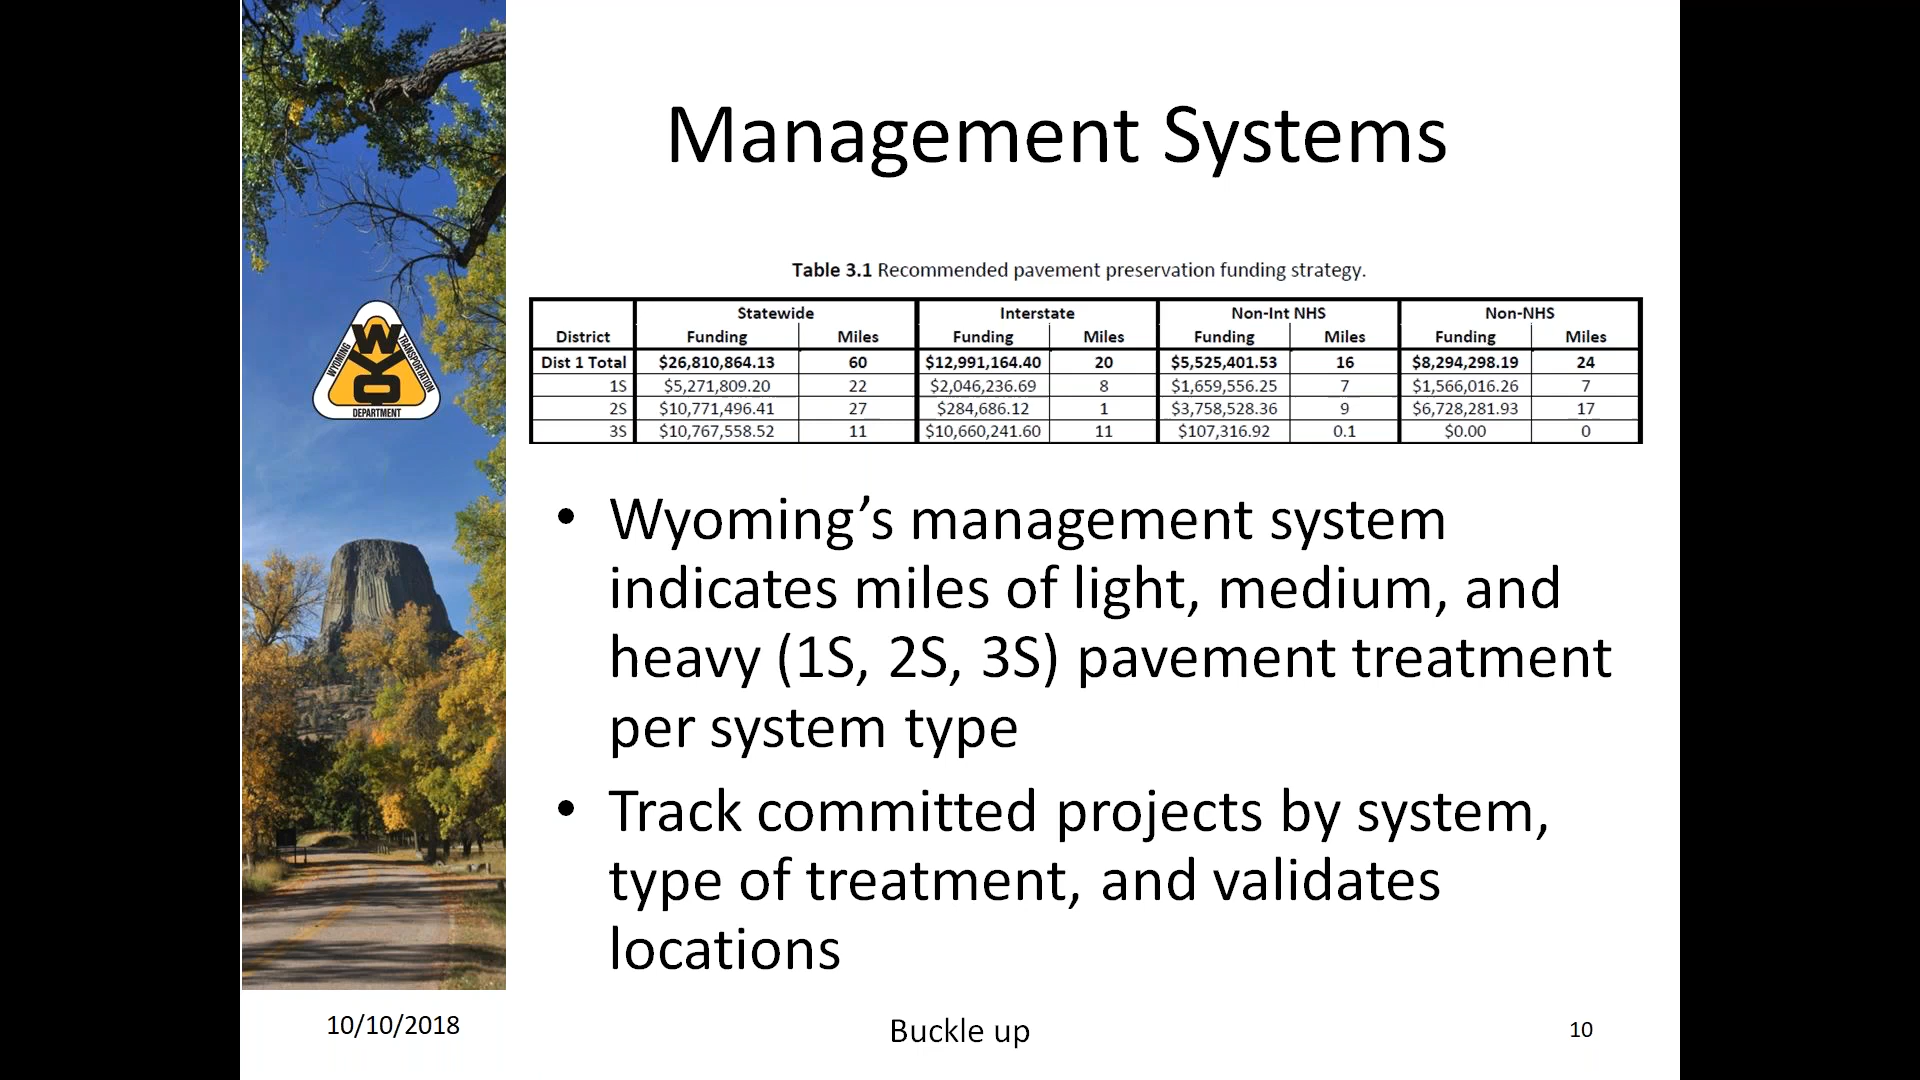 Management Systems
Table 3.1 Recommended pavement preservation funding strategy.
Statewide Interstate Non-Int NHS Non-NHS
District Funding Miles Funding Miles Funding Miles Funding Miles
Dist 1 Total $26,810,864.13 60 $12,991,164.40 20 $5,525,401.53 16 $8,294,298.19 24
1S $5,271,809.20 22 $2,046,236.69 8 $1,659,556.25 7 $1,566,016.26 7
2S $10,771,496.41 27 $284,686.12 1 $3,758,528.36 9 $6,728,281.93 17
3S $10,767,558.52 11 $10,660,241.60 11 $107,316.92 0.1 $0.00 0
WYOMING
TRANSPORTATION
WYO
DEPARTMENT
• Wyoming’s management system
indicates miles of light, medium, and
heavy (1S, 2S, 3S) pavement treatment
per system type
• Track committed projects by system,
type of treatment, and validates
locations
10/10/2018
Buckle up
10